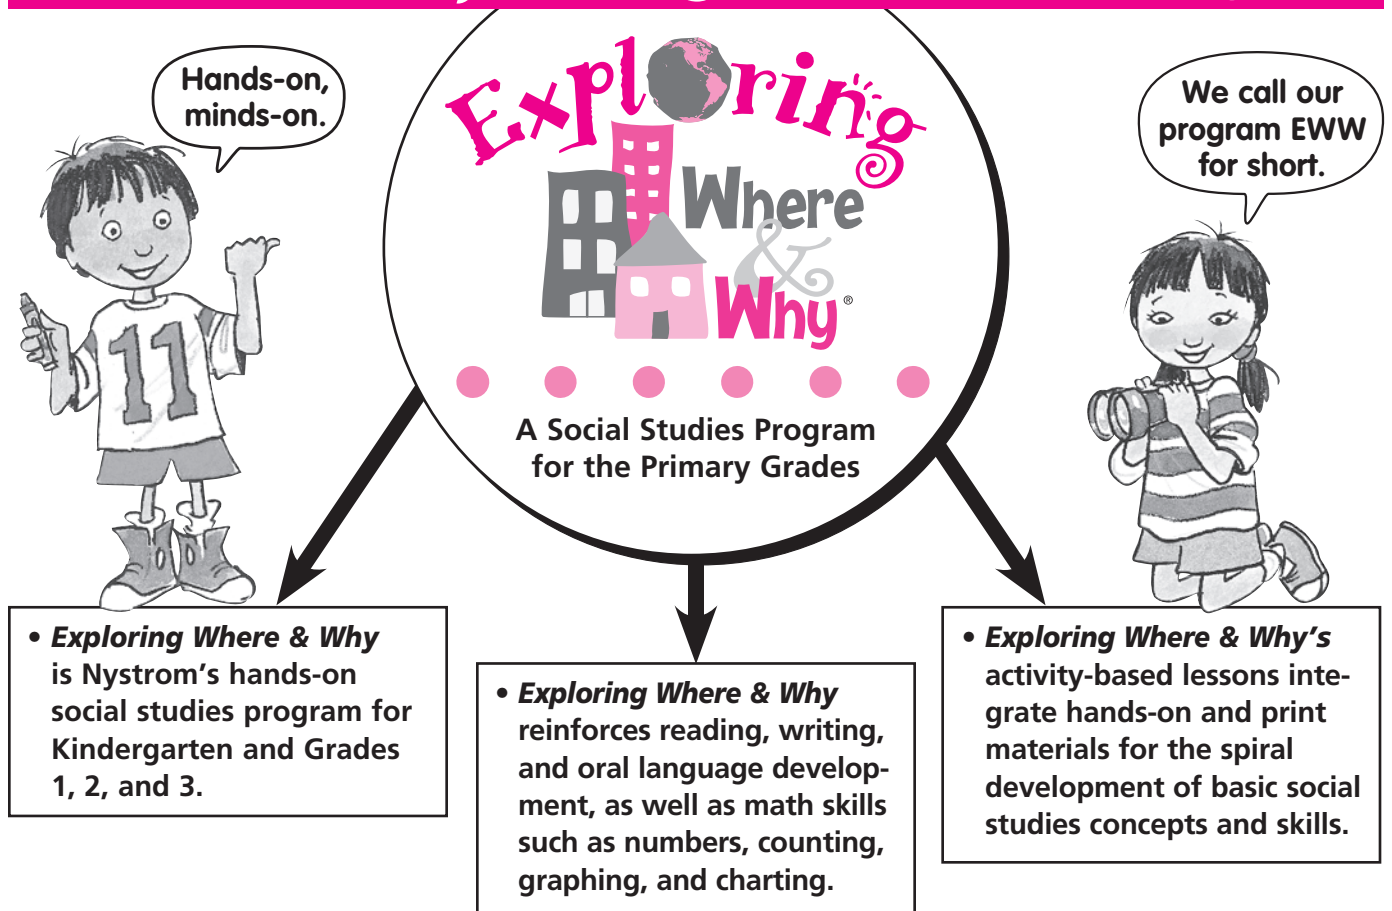 Hands-on,
minds-on.
We call our
program EWW
for short.
Exploring
Where
&
Why®
A Social Studies Program
for the Primary Grades
11
• Exploring Where & Why
is Nystrom's hands-on
social studies program for
Kindergarten and Grades
1, 2, and 3.
• Exploring Where & Why
reinforces reading, writing,
and oral language develop-
ment, as well as math skills
such as numbers, counting,
graphing, and charting.
• Exploring Where & Why's
activity-based lessons inte-
grate hands-on and print
materials for the spiral
development of basic social
studies concepts and skills.